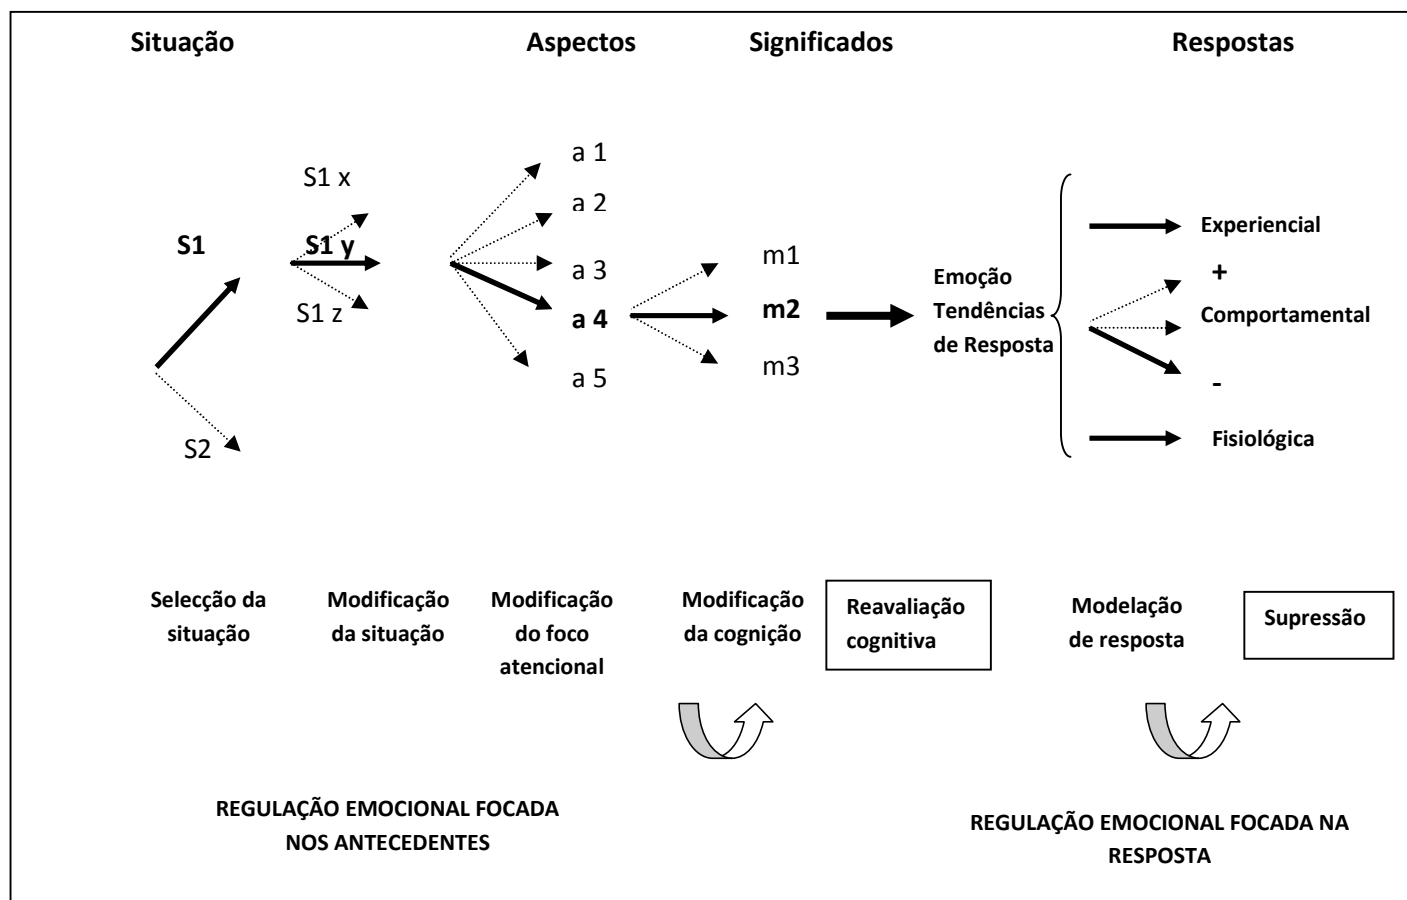 Situação
Aspectos
Significados
Respostas
S1
S2
S1 x
S1 y
S1 z
a 1
a 2
a 3
a 4
a 5
m1
m2
m3
Emoção
Tendências
de Resposta
Experiencial
+
Comportamental
-
Fisiológica
Selecção da
situação
Modificação
da situação
Modificação
do foco
atencional
Modificação
da cognição
Reavaliação
cognitiva
Modelação
de resposta
Supressão
REGULAÇÃO EMOCIONAL FOCADA
NOS ANTECEDENTES
REGULAÇÃO EMOCIONAL FOCADA NA
RESPOSTA